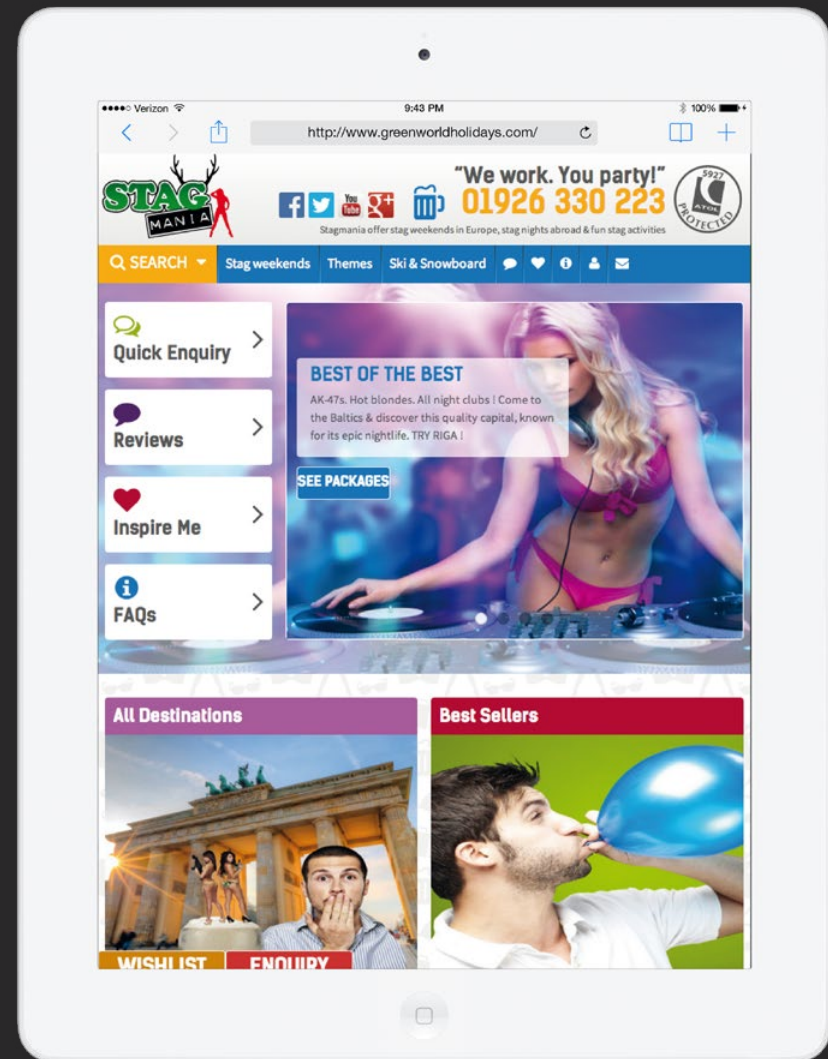 Verizon
9:43 PM
100%
http://www.greenworldholidays.com/
STAG
MANIA
You
Tube
g+
"We work. You party!"
01926 330 223
Stagmania offer stag weekends in Europe, stag nights abroad & fun stag activities
5927
ATOL
PROTECTED
SEARCH
Stag weekends
Themes
Ski & Snowboard
Quick Enquiry
Reviews
Inspire Me
FAQs
BEST OF THE BEST
AK-47s. Hot blondes. All night clubs ! Come to
the Baltics & discover this quality capital, known
for its epic nightlife. TRY RIGA !
SEE PACKAGES
All Destinations
Best Sellers
WISHLIST
ENQUIRY